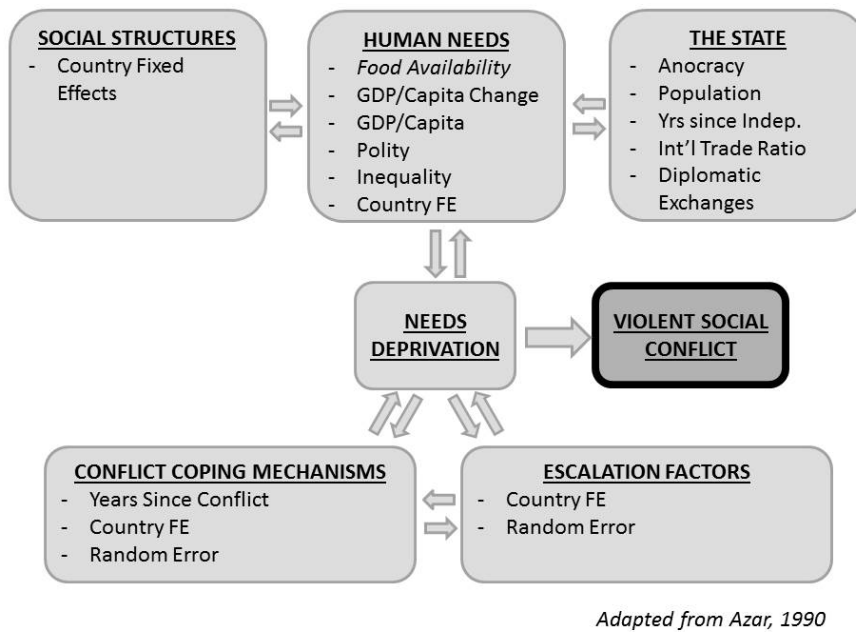 SOCIAL STRUCTURES
- Country Fixed
Effects
HUMAN NEEDS
- Food Availability
- GDP/Capita Change
- GDP/Capita
- Polity
- Inequality
- Country FE
THE STATE
- Anocracy
- Population
- Yrs since Indep.
- Int'l Trade Ratio
- Diplomatic
Exchanges
NEEDS
DEPRIVATION
VIOLENT SOCIAL
CONFLICT
CONFLICT COPING MECHANISMS
- Years Since Conflict
- Country FE
- Random Error
ESCALATION FACTORS
- Country FE
- Random Error
Adapted from Azar, 1990